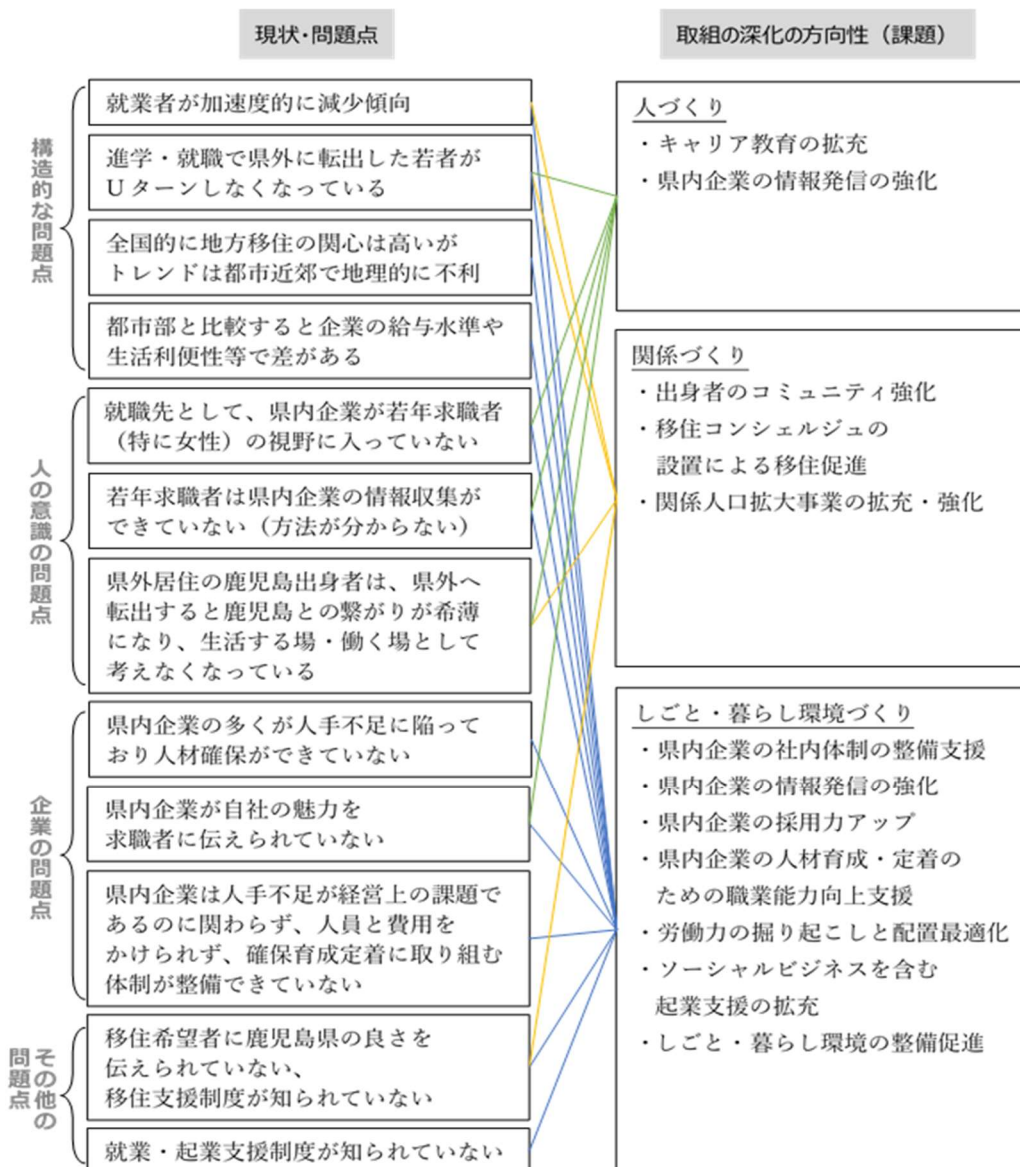 現状・問題点
取組の深化の方向性（課題）
構造的な問題点
就業者が加速度的に減少傾向
進学・就職で県外に転出した若者が
Uターンしなくなっている
全国的に地方移住の関心は高いが
トレンドは都市近郊で地理的に不利
都市部と比較すると企業の給与水準や
生活利便性等で差がある
人の意識の問題点
就職先として、県内企業が若年求職者
（特に女性）の視野に入っていない
若年求職者は県内企業の情報収集が
できていない（方法が分からない）
県外居住の鹿児島出身者は、県外へ
転出すると鹿児島との繋がりが希薄
になり、生活する場・働く場として
考えなくなっている
企業の問題点
県内企業の多くが人手不足に陥って
おり人材確保ができていない
県内企業が自社の魅力を
求職者に伝えられていない
県内企業は人手不足が経営上の課題で
あるのに関わらず、人員と費用を
かけられず、確保育成定着に取り組む
体制が整備できていない
その他の
問題点
移住希望者に鹿児島県の良さを
伝えられていない、
移住支援制度が知られていない
就業・起業支援制度が知られていない
人づくり
・キャリア教育の拡充
・県内企業の情報発信の強化
関係づくり
・出身者のコミュニティ強化
・移住コンシェルジュの
設置による移住促進
・関係人口拡大事業の拡充・強化
しごと・暮らし環境づくり
・県内企業の社内体制の整備支援
・県内企業の情報発信の強化
・県内企業の採用力アップ
・県内企業の人材育成・定着の
ための職業能力向上支援
・労働力の掘り起こしと配置最適化
・ソーシャルビジネスを含む
起業支援の拡充
・しごと・暮らし環境の整備促進